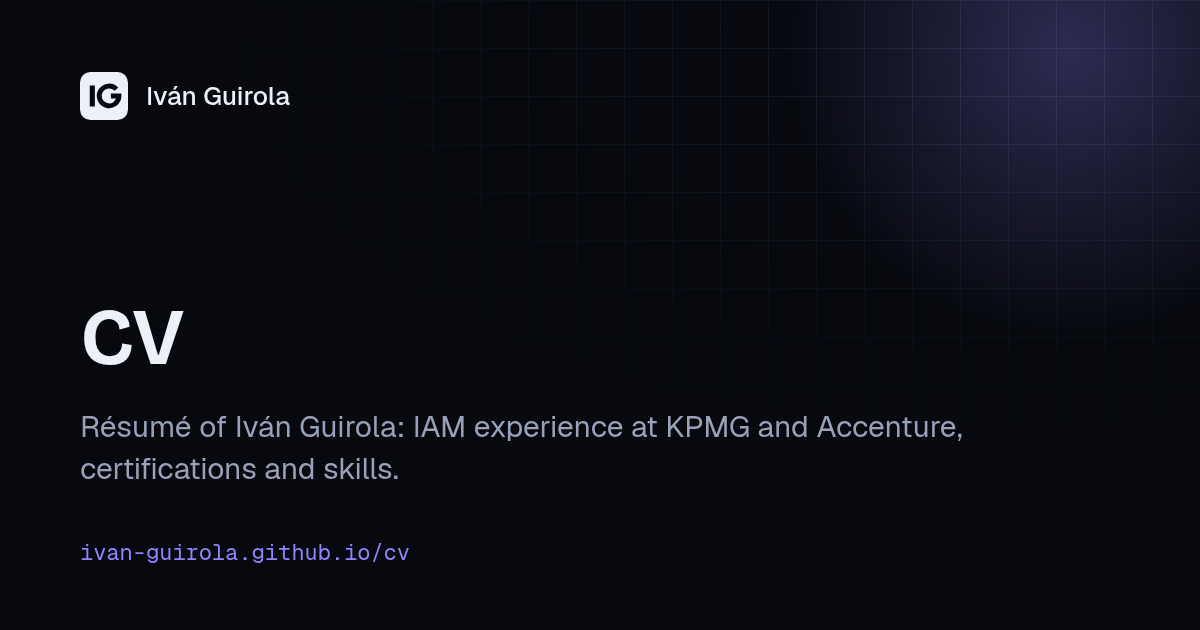 IG Iván Guirola
CV
Résumé of Iván Guirola: IAM experience at KPMG and Accenture,
certifications and skills.
ivan-guirola.github.io/cv